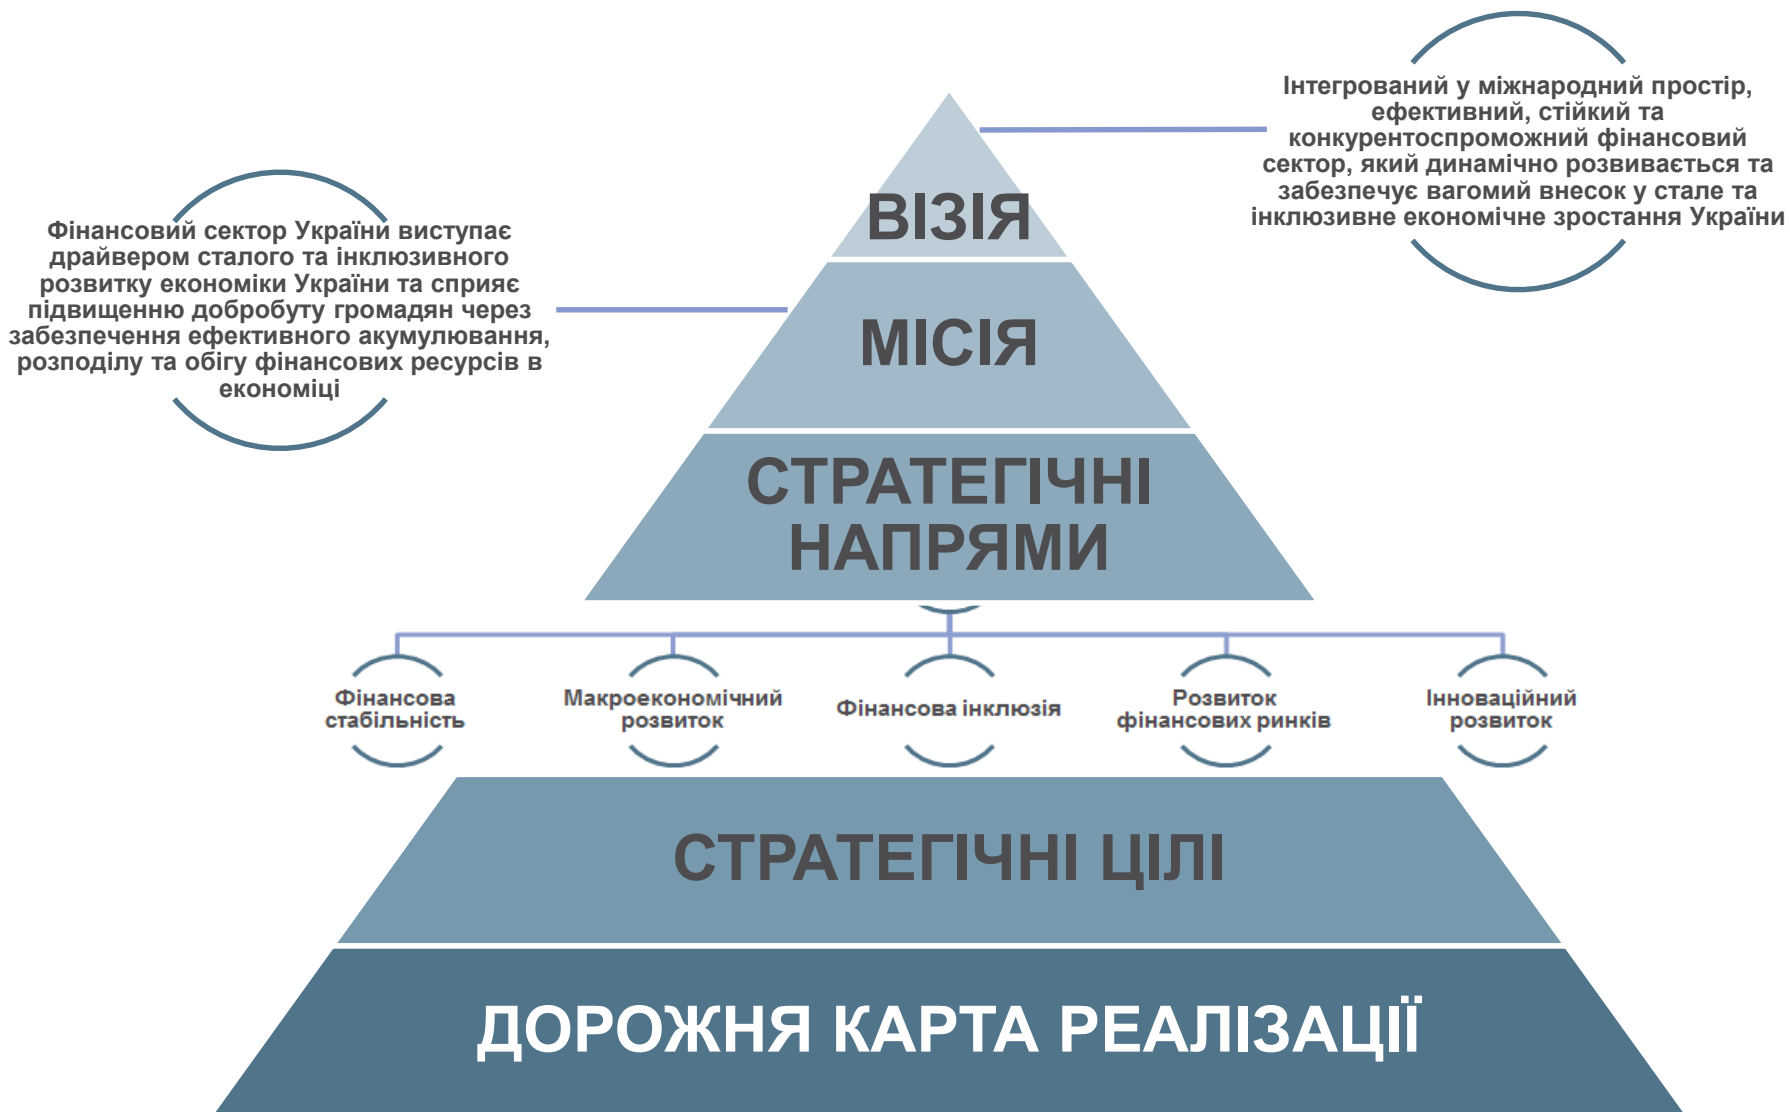 Інтегрований у міжнародний простір,
ефективний, стійкий та
конкурентоспроможний фінансовий
сектор, який динамічно розвивається та
забезпечує вагомий внесок у стале та
інклюзивне економічне зростання України
ВІЗІЯ
Фінансовий сектор України виступає
драйвером сталого та інклюзивного
розвитку економіки України та сприяє
підвищенню добробуту громадян через
забезпечення ефективного акумулювання,
розподілу та обігу фінансових ресурсів в
економіці
МІСІЯ
СТРАТЕГІЧНІ
НАПРЯМИ
Фінансова
стабільність
Макроекономічний
розвиток
Фінансова інклюзія
Розвиток
фінансових ринків
Інноваційний
розвиток
СТРАТЕГІЧНІ ЦІЛІ
ДОРОЖНЯ КАРТА РЕАЛІЗАЦІЇ